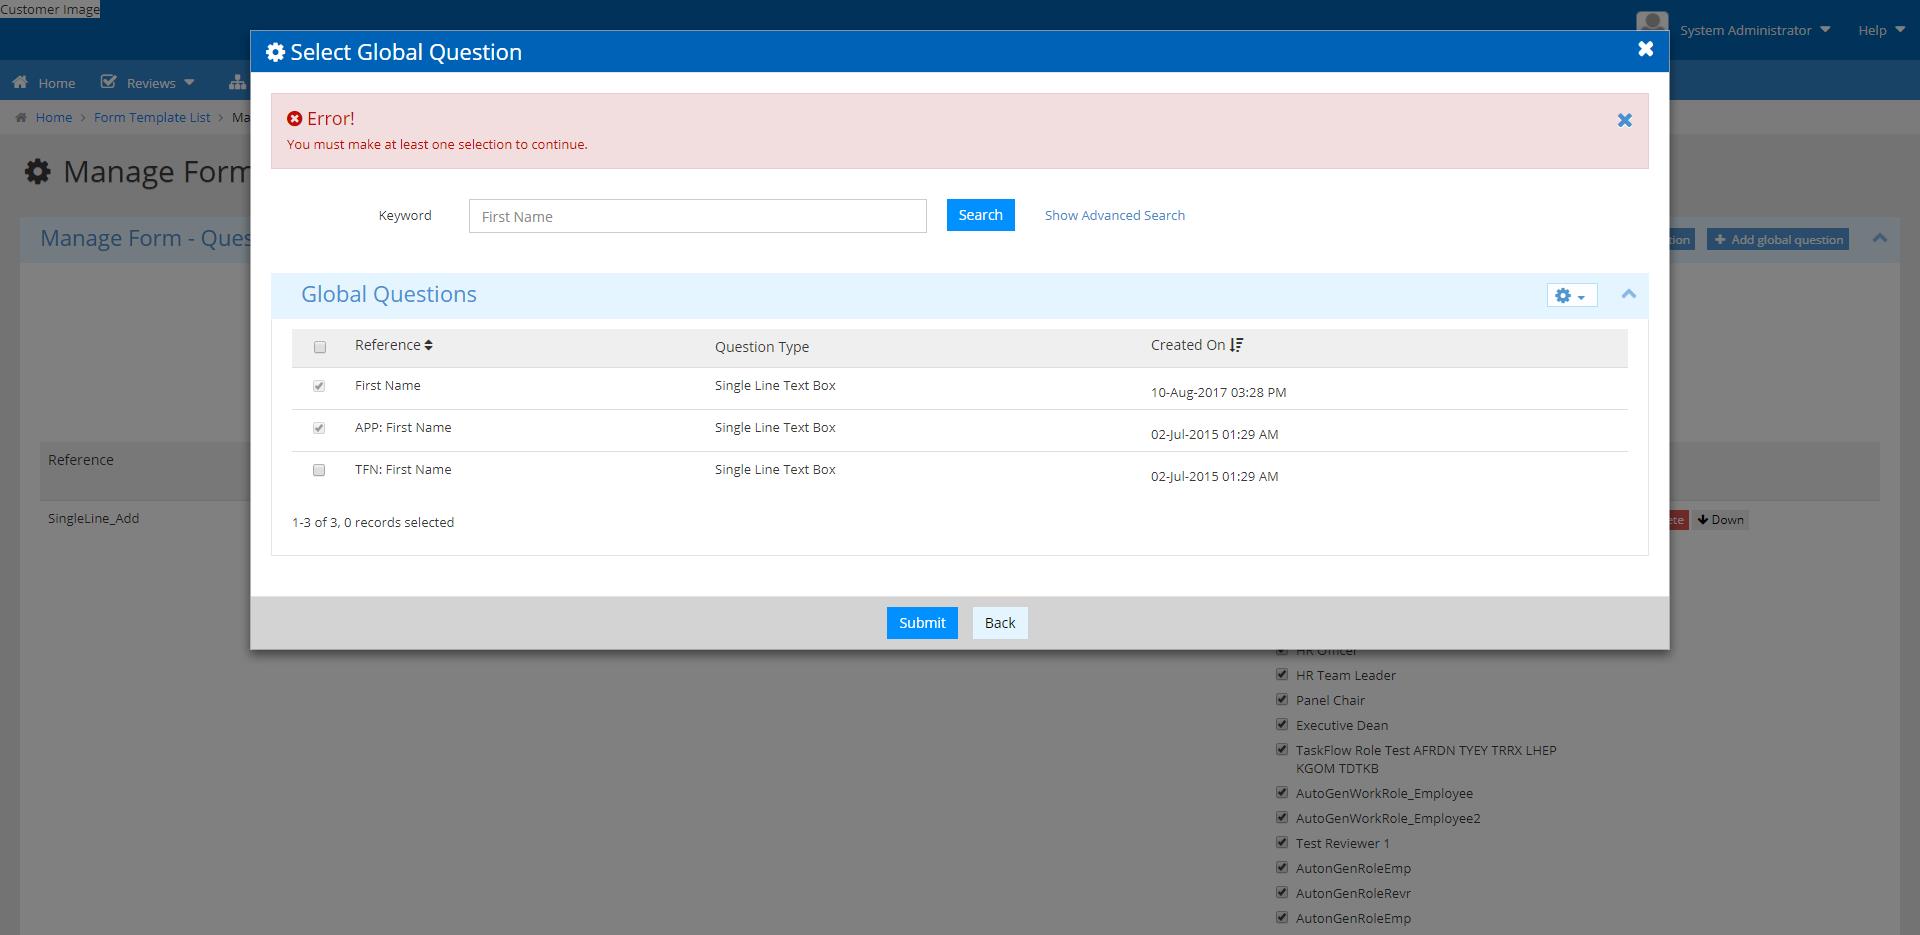 Customer Image
System Administrator
Help
Home
Reviews
Home > Form Template List > Ma
Manage Form
Manage Form - Ques
tion
Add global question
Reference
SingleLine_Add
ete
Down
Select Global Question
Error!
You must make at least one selection to continue.
Keyword
First Name
Search
Show Advanced Search
Global Questions
Reference Question Type Created On
First Name Single Line Text Box 10-Aug-2017 03:28 PM
APP: First Name Single Line Text Box 02-Jul-2015 01:29 AM
TFN: First Name Single Line Text Box 02-Jul-2015 01:29 AM
1-3 of 3, 0 records selected
Submit
Back
HR Officer
HR Team Leader
Panel Chair
Executive Dean
TaskFlow Role Test AFRDN TYEY TRRX LHEP
KGOM TDTKB
AutoGenWorkRole_Employee
AutoGenWorkRole_Employee2
Test Reviewer 1
AutonGenRoleEmp
AutonGenRoleRevr
AutonGenRoleEmp